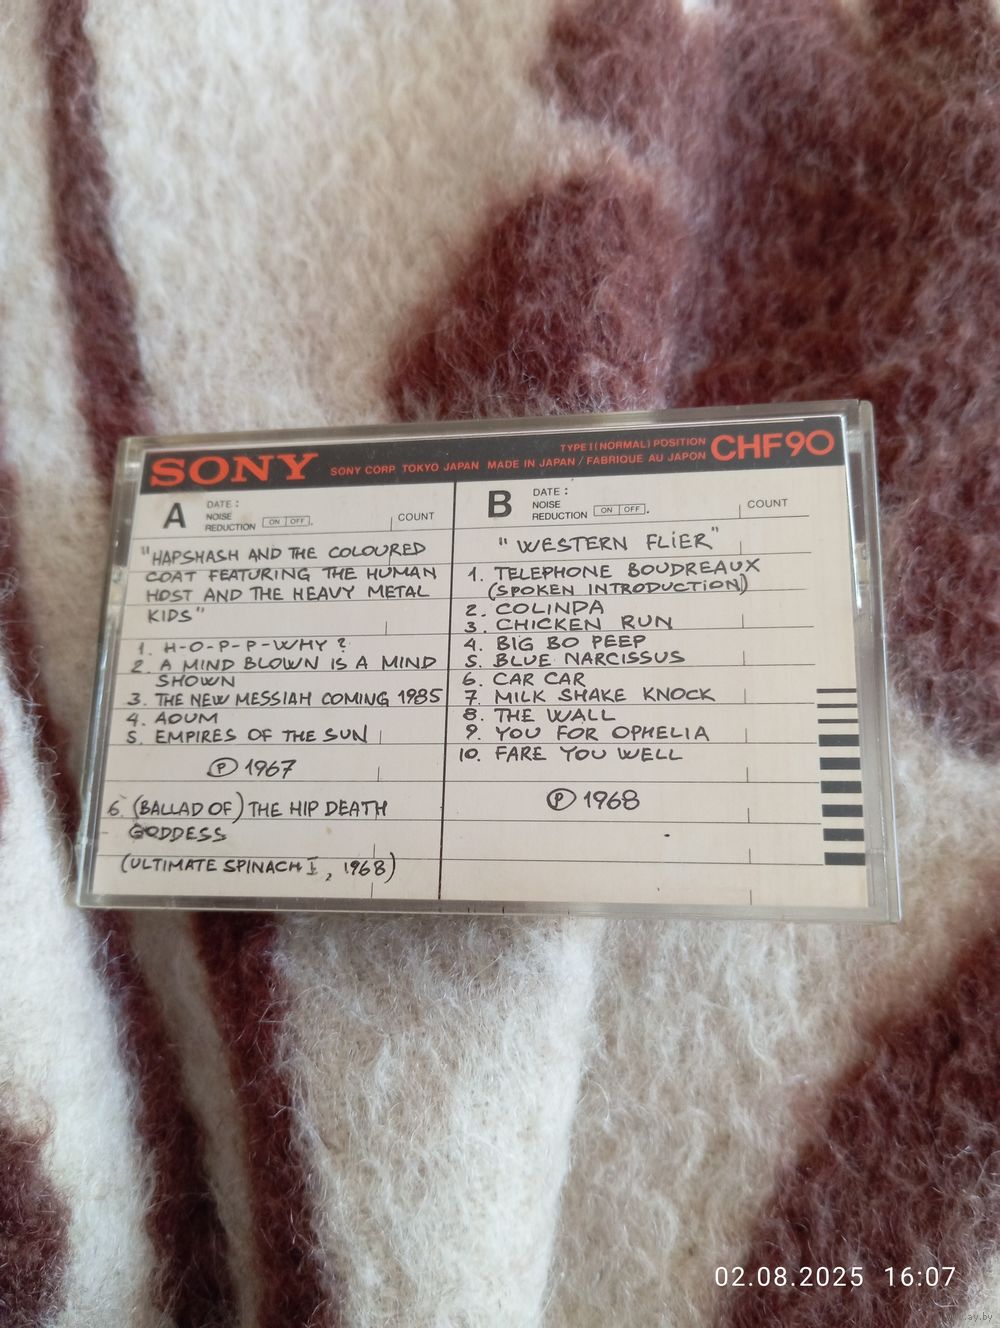 SONY
SONY CORP. TOKYO JAPAN MADE IN JAPAN / FABRIQUE AU JAPON
TYPE I (NORMAL) POSITION
CHF90
A
DATE :
NOISE
REDUCTION ON OFF
COUNT
"HAPSHASH AND THE COLOURED
COAT FEATURING THE HUMAN
HOST AND THE HEAVY METAL
KIDS"
1. H-O-P-P-WHY?
2. A MIND BLOWN IS A MIND
SHOWN
3. THE NEW MESSIAH COMING 1985
4. AOUM
5. EMPIRES OF THE SUN
Ⓟ 1967
6. (BALLAD OF) THE HIP DEATH
GODDESS
(ULTIMATE SPINACH I, 1968)
B
DATE :
NOISE
REDUCTION ON OFF
COUNT
"WESTERN FLiER"
1. TELEPHONE BOUDREAUX
(SPOKEN INTRODUCTiON)
2. COLINDA
3. CHICKEN RUN
4. BIG BO PEEP
5. BLUE NARCISSUS
6. CAR CAR
7. MILK SHAKE KNOCK
8. THE WALL
9. YOU FOR OPHELIA
10. FARE YOU WELL
Ⓟ 1968
02.08.2025 16:07